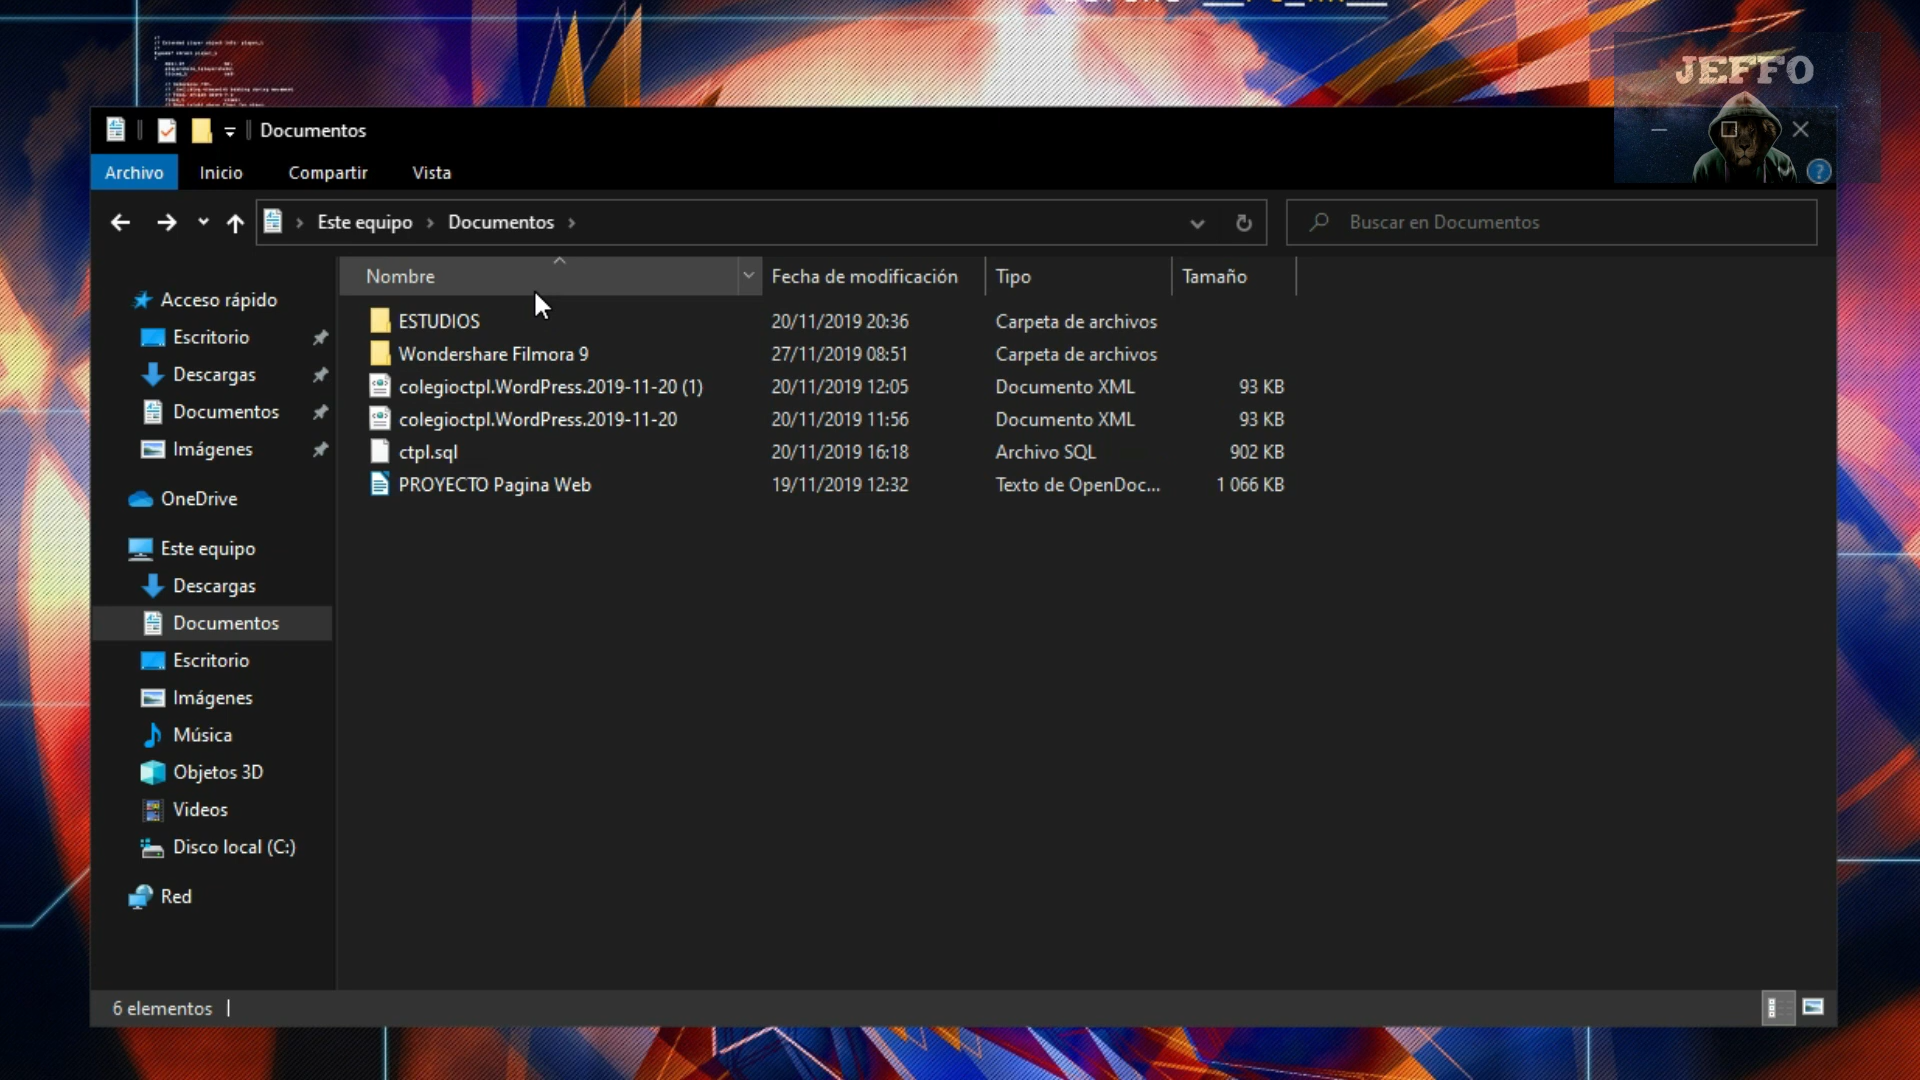 JEFFO
Documentos
Archivo Inicio Compartir Vista
Este equipo Documentos
Buscar en Documentos
Nombre Fecha de modificación Tipo Tamaño
ESTUDIOS 20/11/2019 20:36 Carpeta de archivos
Wondershare Filmora 9 27/11/2019 08:51 Carpeta de archivos
colegioctpl.WordPress.2019-11-20 (1) 20/11/2019 12:05 Documento XML 93 KB
colegioctpl.WordPress.2019-11-20 20/11/2019 11:56 Documento XML 93 KB
ctpl.sql 20/11/2019 16:18 Archivo SQL 902 KB
PROYECTO Pagina Web 19/11/2019 12:32 Texto de OpenDoc... 1 066 KB
Acceso rápido
Escritorio
Descargas
Documentos
Imágenes
OneDrive
Este equipo
Descargas
Documentos
Escritorio
Imágenes
Música
Objetos 3D
Videos
Disco local (C:)
Red
6 elementos